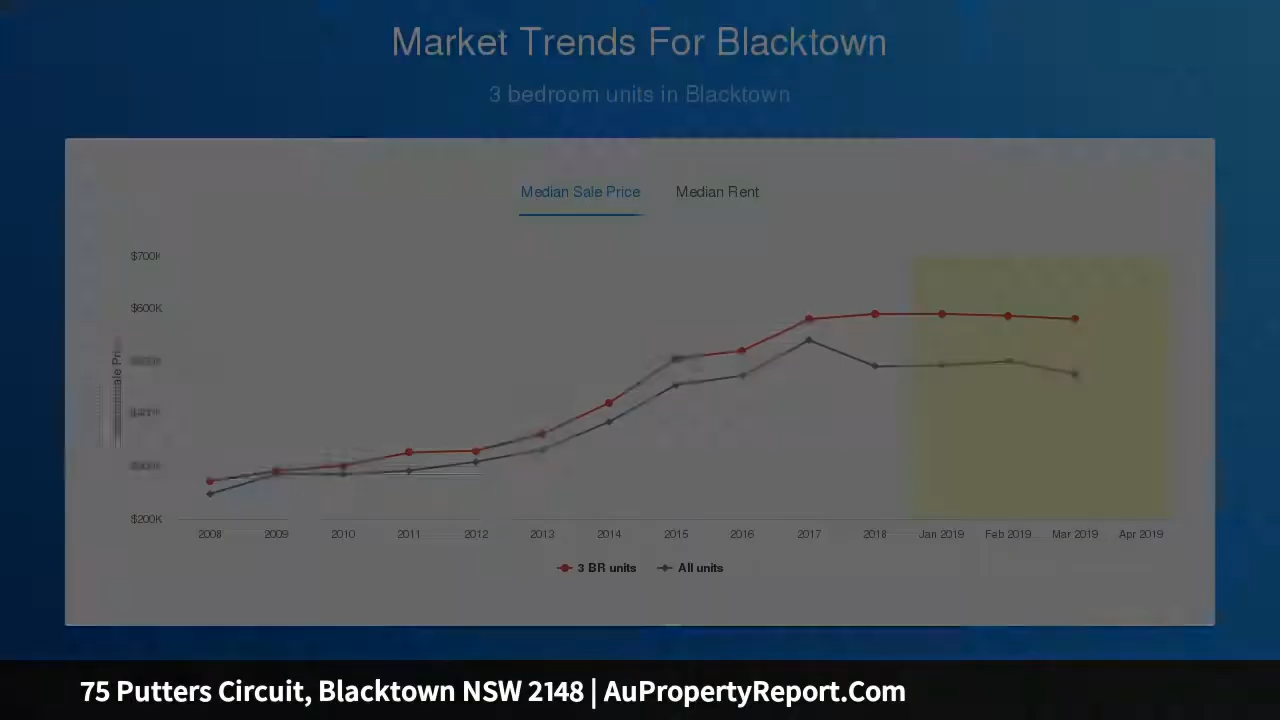 Market Trends For Blacktown
3 bedroom units in Blacktown
Median Sale Price Median Rent
$700K
$600K
$200K
2008 2009 2010 2011 2012 2013 2014 2015 2016 2017 2018 Jan 2019 Feb 2019 Mar 2019 Apr 2019
3 BR units All units
75 Putters Circuit, Blacktown NSW 2148 | AuPropertyReport.Com